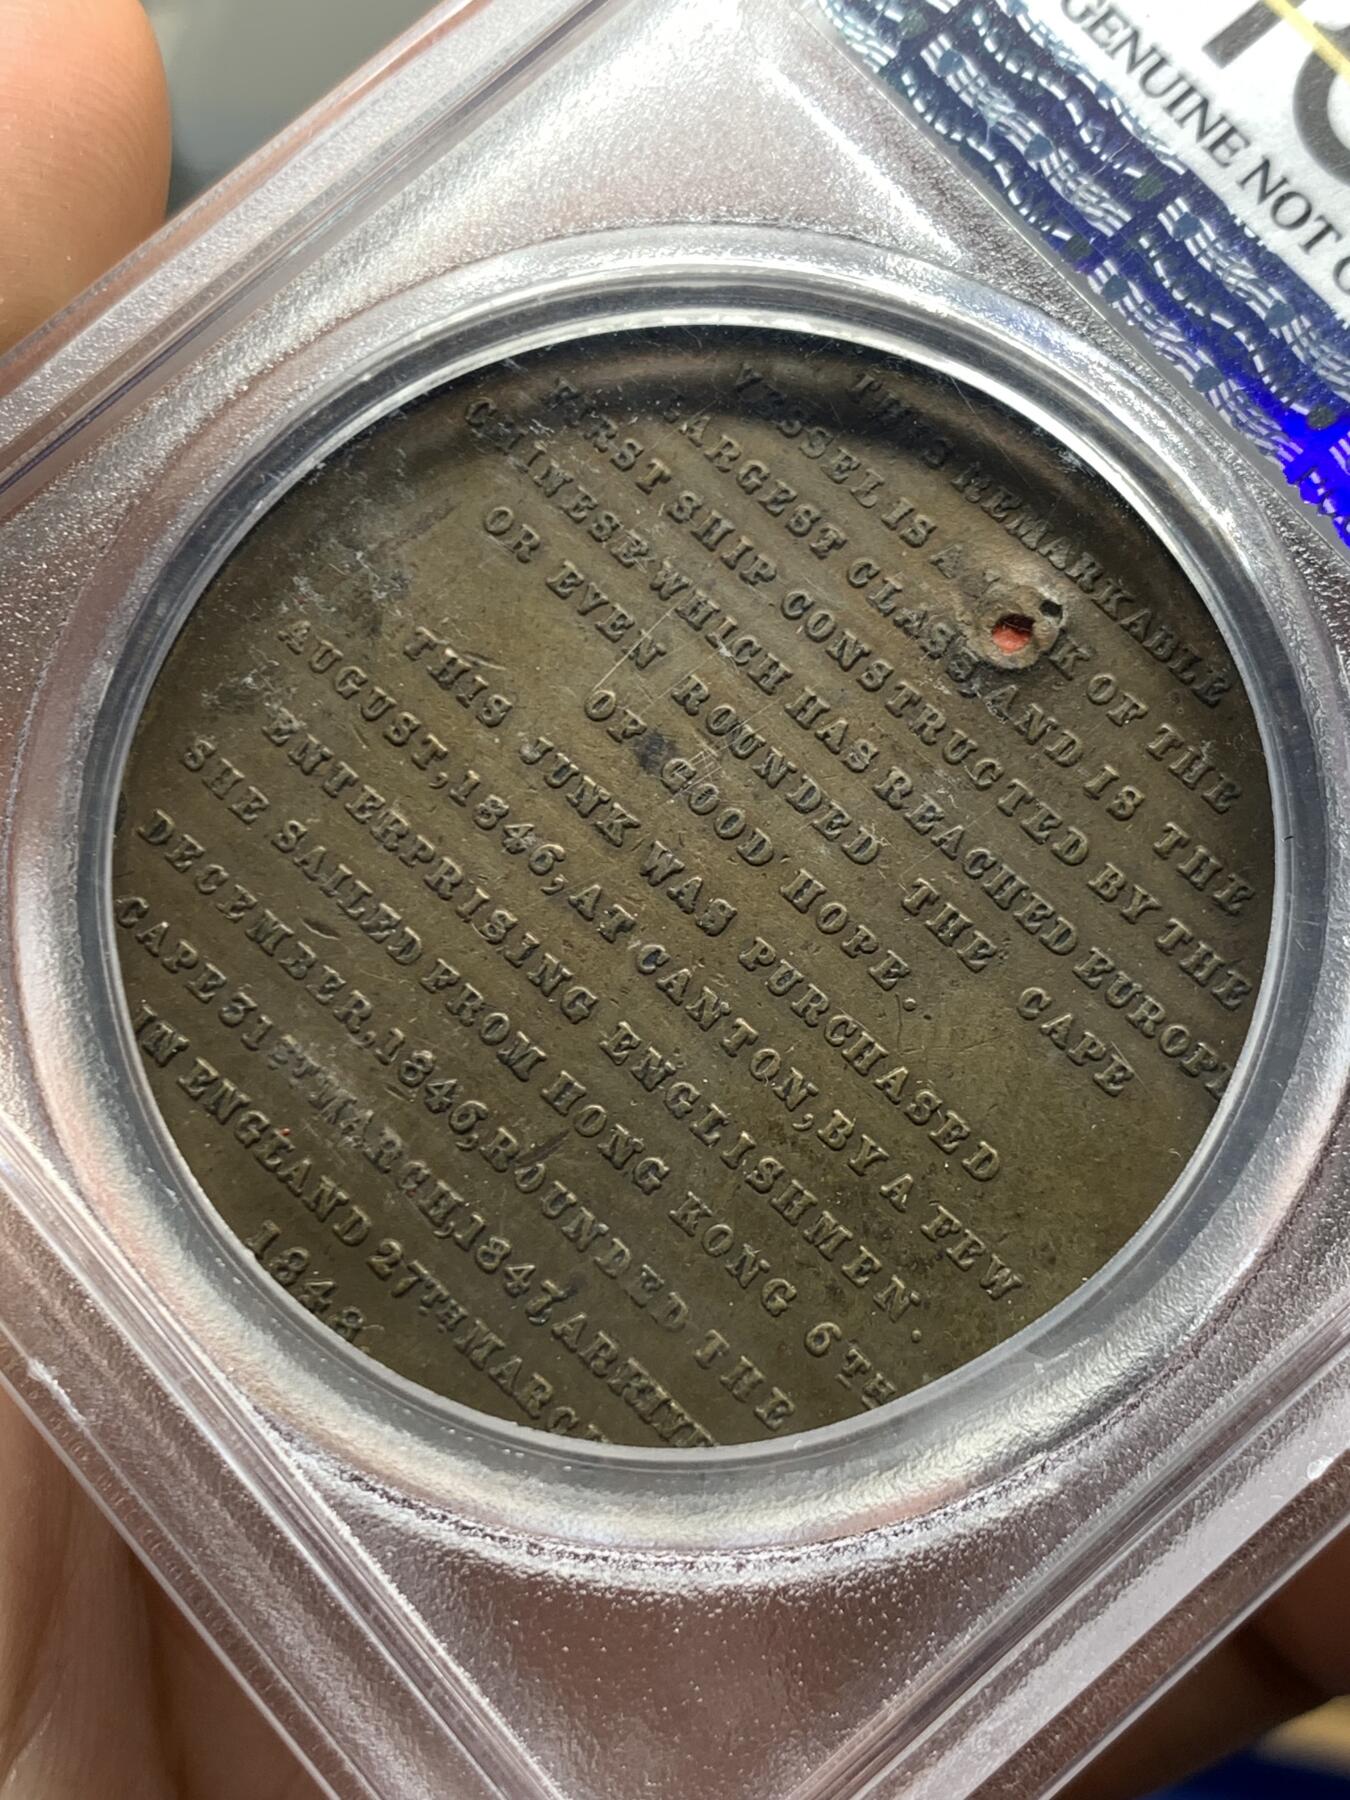 GENUINE NOT
THIS REMARKABLE
VESSEL IS A K OF THE
LARGEST CLASS, AND IS THE
FIRST SHIP CONSTRUCTED BY THE
CHINESE WHICH HAS REACHED EUROPE
OR EVEN ROUNDED THE CAPE
OF GOOD HOPE.
THIS JUNK WAS PURCHASED
AUGUST, 1846, AT CANTON, BY A FEW
ENTERPRISING ENGLISHMEN.
SHE SAILED FROM HONG KONG 6TH
DECEMBER, 1846, ROUNDED THE
CAPE 31ST MARCH, 1847 ARRIVE
IN ENGLAND 27TH MARCH
1848.